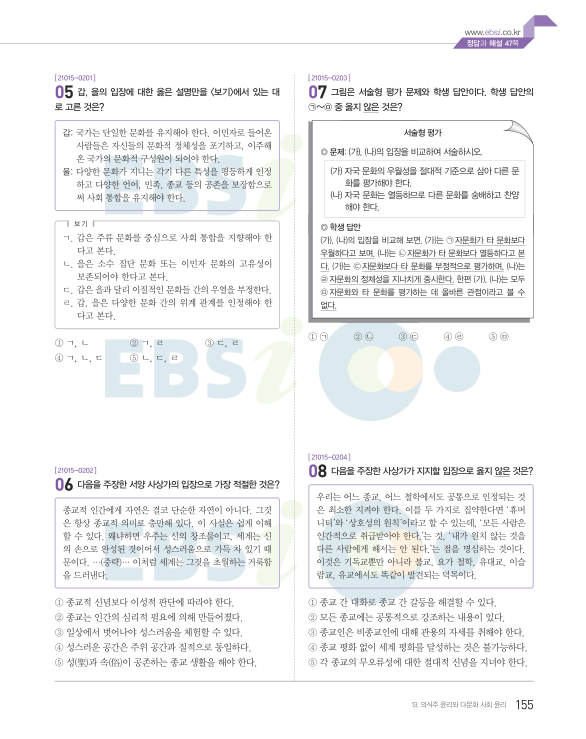 www.ebsi.co.kr
정답과 해설 47쪽
[21015-0201]
05 갑, 을의 입장에 대한 옳은 설명만을 <보기>에서 있는 대
로 고른 것은?
갑: 국가는 단일한 문화를 유지해야 한다. 이민자로 들어온
사람들은 자신들의 문화적 정체성을 포기하고, 이주해
온 국가의 문화적 구성원이 되어야 한다.
을: 다양한 문화가 지니는 각기 다른 특성을 평등하게 인정
하고 다양한 언어, 민족, 종교 등의 공존을 보장함으로
써 사회 통합을 유지해야 한다.
보기
ㄱ. 갑은 주류 문화를 중심으로 사회 통합을 지향해야 한
다고 본다.
ㄴ. 을은 소수 집단 문화 또는 이민자 문화의 고유성이
보존되어야 한다고 본다.
ㄷ. 갑은 을과 달리 이질적인 문화들 간의 우열을 부정한다.
ㄹ. 갑, 을은 다양한 문화 간의 위계 관계를 인정해야 한
다고 본다.
① ㄱ, ㄴ ② ㄱ, ㄹ ③ ㄷ, ㄹ
④ ㄱ, ㄴ, ㄷ ⑤ ㄴ, ㄷ, ㄹ
[21015-0202]
06 다음을 주장한 서양 사상가의 입장으로 가장 적절한 것은?
종교적 인간에게 자연은 결코 단순한 자연이 아니다. 그것
은 항상 종교적 의미로 충만해 있다. 이 사실은 쉽게 이해
할 수 있다. 왜냐하면 우주는 신의 창조물이고, 세계는 신
의 손으로 완성된 것이어서 성스러움으로 가득 차 있기 때
문이다. …(중략)… 이처럼 세계는 그것을 초월하는 거룩함
을 드러낸다.
① 종교적 신념보다 이성적 판단에 따라야 한다.
② 종교는 인간의 심리적 필요에 의해 만들어졌다.
③ 일상에서 벗어나야 성스러움을 체험할 수 있다.
④ 성스러운 공간은 주위 공간과 질적으로 동일하다.
⑤ 성(聖)과 속(俗)이 공존하는 종교 생활을 해야 한다.
[21015-0203]
07 그림은 서술형 평가 문제와 학생 답안이다. 학생 답안의
㉠~㉤ 중 옳지 않은 것은?
서술형 평가
◎ 문제: (가), (나)의 입장을 비교하여 서술하시오.
(가) 자국 문화의 우월성을 절대적 기준으로 삼아 다른 문
화를 평가해야 한다.
(나) 자국 문화는 열등하므로 다른 문화를 숭배하고 찬양
해야 한다.
◎ 학생 답안
(가), (나)의 입장을 비교해 보면, (가)는 ㉠ 자문화가 타 문화보다
우월하다고 보며, (나)는 ㉡ 자문화가 타 문화보다 열등하다고 본
다. (가)는 ㉢ 자문화보다 타 문화를 부정적으로 평가하며, (나)는
㉣ 자문화의 정체성을 지나치게 중시한다. 한편 (가), (나)는 모두
㉤ 자문화와 타 문화를 평가하는 데 올바른 관점이라고 볼 수
없다.
① ㉠ ② ㉡ ③ ㉢ ④ ㉣ ⑤ ㉤
[21015-0204]
08 다음을 주장한 사상가가 지지할 입장으로 옳지 않은 것은?
우리는 어느 종교, 어느 철학에서도 공통으로 인정되는 것
은 최소한 지켜야 한다. 이를 두 가지로 집약한다면 '휴머
니티'와 '상호성의 원칙'이라고 할 수 있는데, '모든 사람은
인간적으로 취급받아야 한다.'는 것, '내가 원치 않는 것을
다른 사람에게 해서는 안 된다.'는 점을 명심하는 것이다.
이것은 기독교뿐만 아니라 불교, 요가 철학, 유대교, 이슬
람교, 유교에서도 똑같이 발견되는 덕목이다.
① 종교 간 대화로 종교 간 갈등을 해결할 수 있다.
② 모든 종교에는 공통적으로 강조하는 내용이 있다.
③ 종교인은 비종교인에 대해 관용의 자세를 취해야 한다.
④ 종교 평화 없이 세계 평화를 달성하는 것은 불가능하다.
⑤ 각 종교의 무오류성에 대한 절대적 신념을 지녀야 한다.
13. 의식주 윤리와 다문화 사회 윤리 155
EBSi
EBSi
EBSi